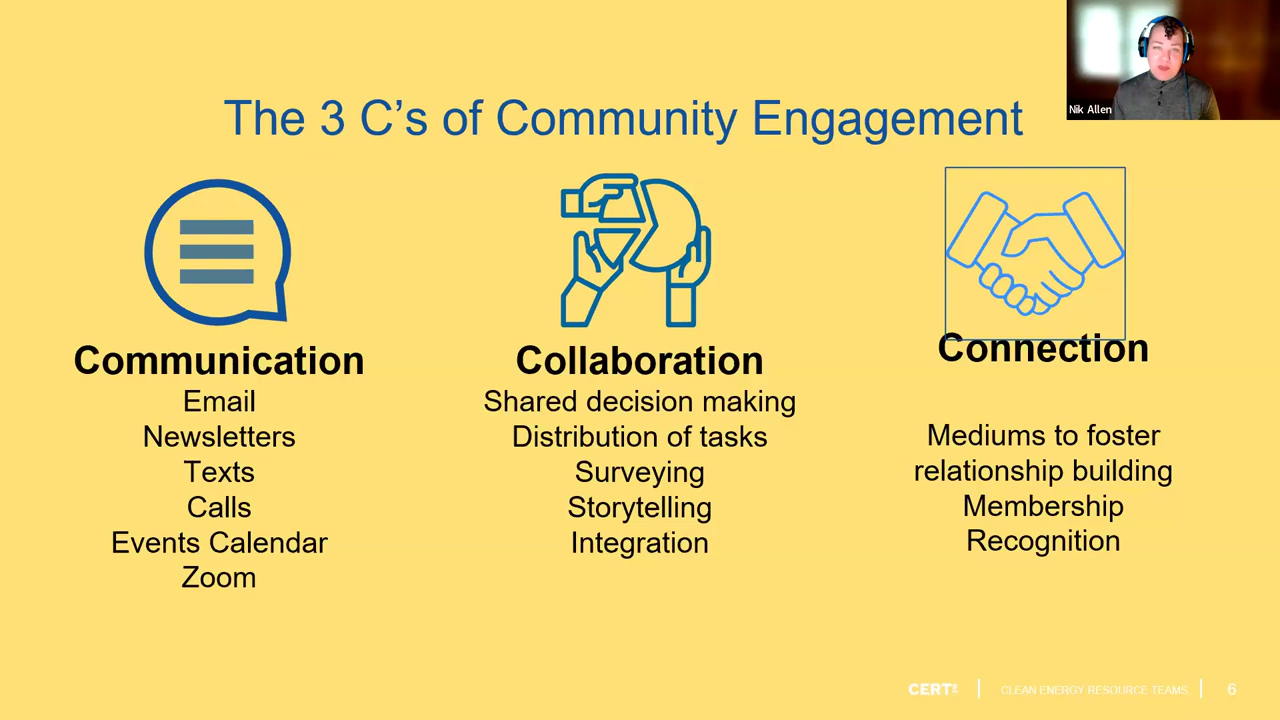 Nik Allen
The 3 C’s of Community Engagement
Communication
Email
Newsletters
Texts
Calls
Events Calendar
Zoom
Collaboration
Shared decision making
Distribution of tasks
Surveying
Storytelling
Integration
Connection
Mediums to foster
relationship building
Membership
Recognition
CERTs | CLEAN ENERGY RESOURCE TEAMS | 6